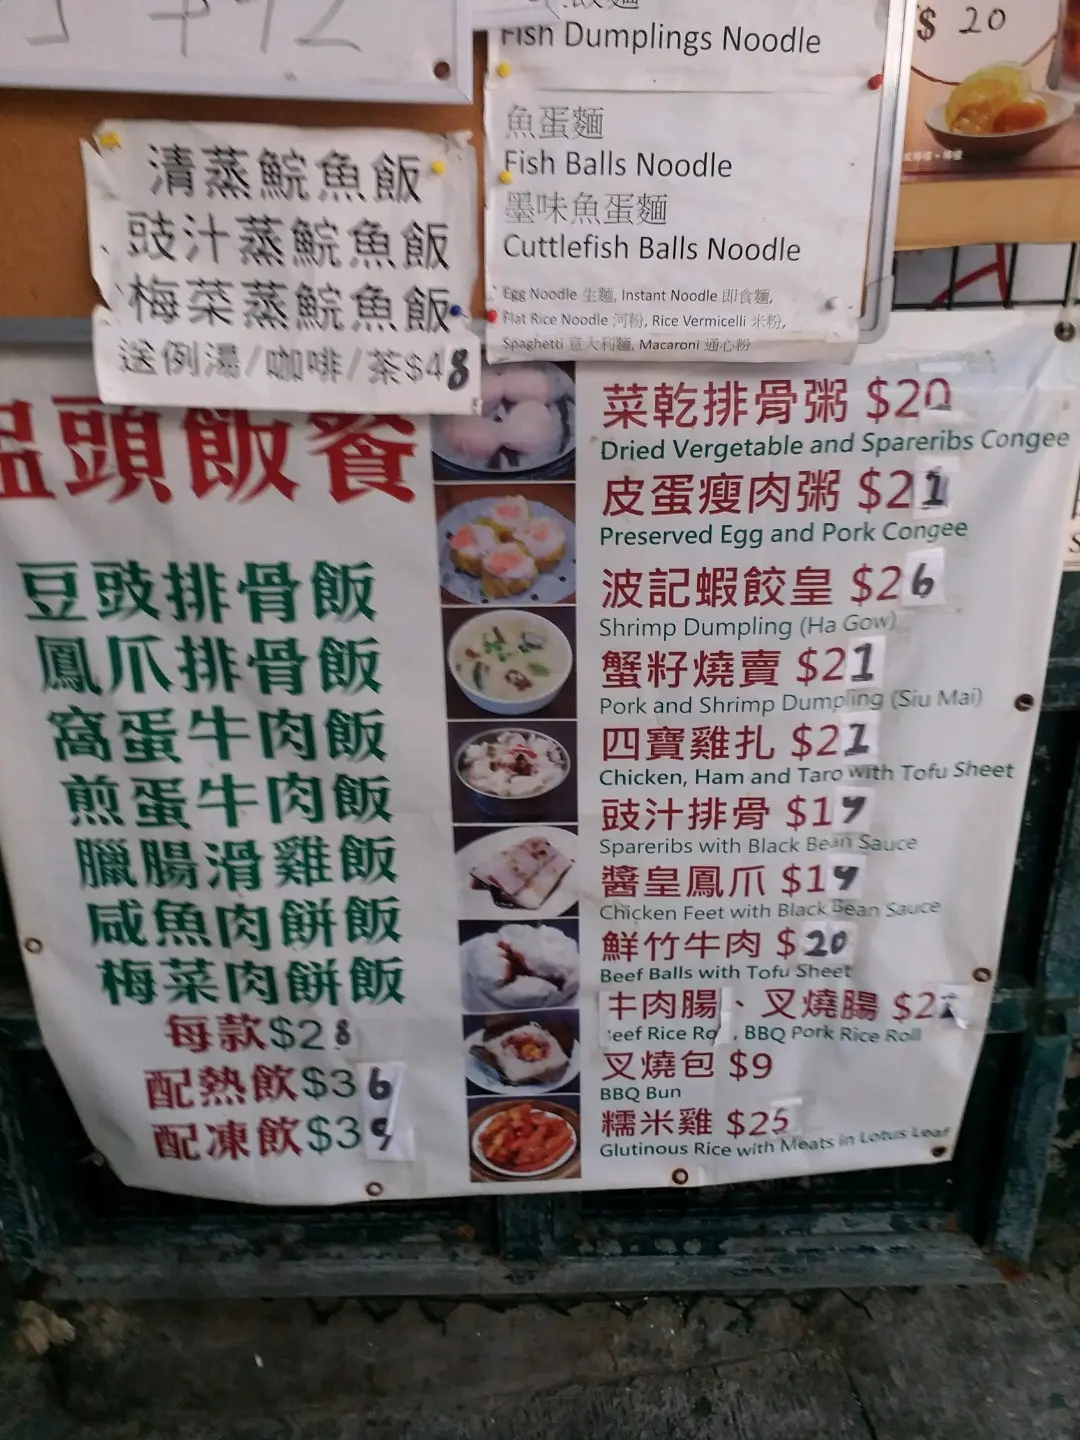 $ 20
Fish Dumplings Noodle
魚蛋麵
Fish Balls Noodle
墨味魚蛋麵
Cuttlefish Balls Noodle
Egg Noodle 生麵, Instant Noodle 即食麵,
Flat Rice Noodle 河粉, Rice Vermicelli 米粉,
Spaghetti 意大利麵, Macaroni 通心粉
清蒸鯇魚飯
豉汁蒸鯇魚飯
梅菜蒸鯇魚飯
送例湯/咖啡/茶$48
盅頭飯餐
豆豉排骨飯
鳳爪排骨飯
窩蛋牛肉飯
煎蛋牛肉飯
臘腸滑雞飯
咸魚肉餅飯
梅菜肉餅飯
每款$28
配熱飲$36
配凍飲$39
菜乾排骨粥 $20
Dried Vergetable and Spareribs Congee
皮蛋瘦肉粥 $21
Preserved Egg and Pork Congee
波記蝦餃皇 $26
Shrimp Dumpling (Ha Gow)
蟹籽燒賣 $21
Pork and Shrimp Dumpling (Siu Mai)
四寶雞扎 $21
Chicken, Ham and Taro with Tofu Sheet
豉汁排骨 $19
Spareribs with Black Bean Sauce
醬皇鳳爪 $19
Chicken Feet with Black Bean Sauce
鮮竹牛肉 $20
Beef Balls with Tofu Sheet
牛肉腸、叉燒腸 $21
Beef Rice Roll, BBQ Pork Rice Roll
叉燒包 $9
BBQ Bun
糯米雞 $25
Glutinous Rice with Meats in Lotus Leaf